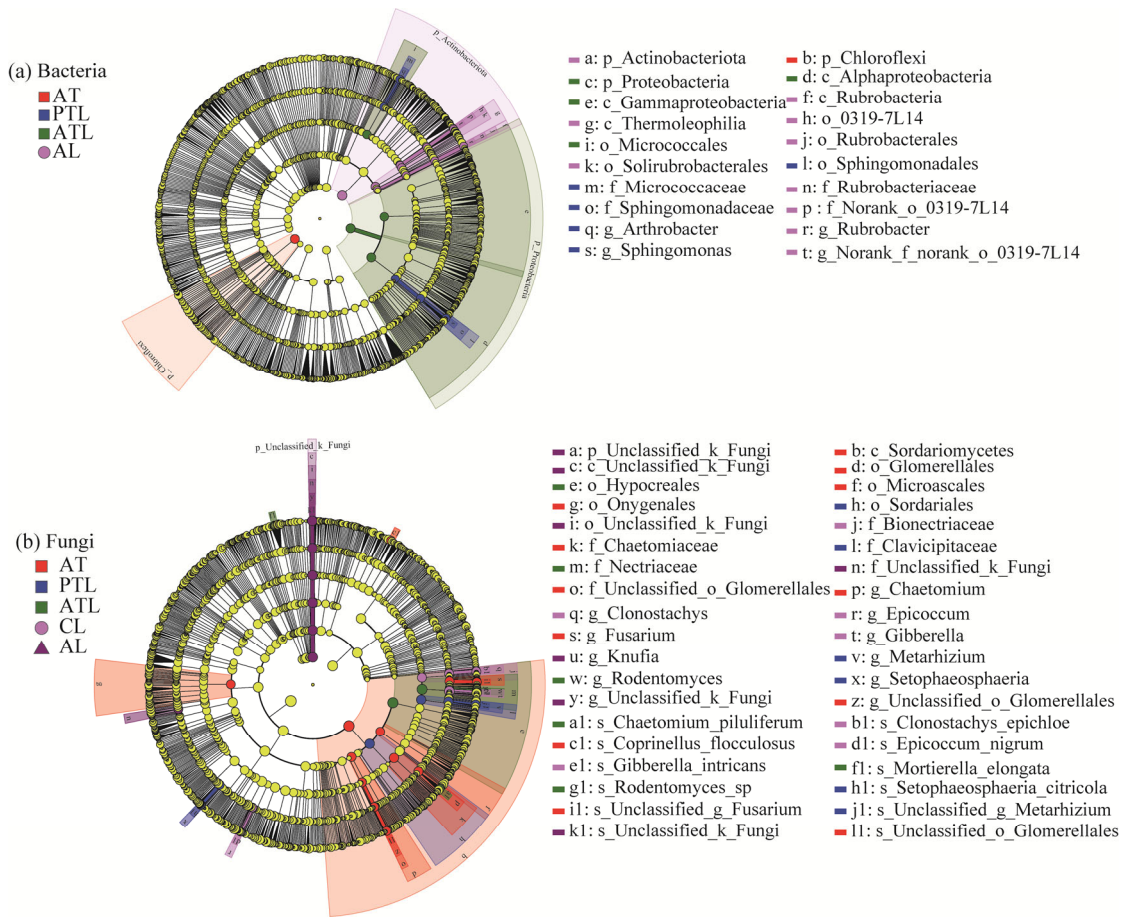 (a) Bacteria
AT
PTL
ATL
AL
p_Actinobacteriota
p_Proteobacteria
p_Chloroflexi
a: p_Actinobacteriota
b: p_Chloroflexi
c: p_Proteobacteria
d: c_Alphaproteobacteria
e: c_Gammaproteobacteria
f: c_Rubrobacteria
g: c_Thermoleophilia
h: o_0319-7L14
i: o_Micrococcales
j: o_Rubrobacterales
k: o_Solirubrobacterales
l: o_Sphingomonadales
m: f_Micrococcaceae
n: f_Rubrobacteriaceae
o: f_Sphingomonadaceae
p : f_Norank_o_0319-7L14
q: g_Arthrobacter
r: g_Rubrobacter
s: g_Sphingomonas
t: g_Norank_f_norank_o_0319-7L14
(b) Fungi
AT
PTL
ATL
CL
AL
p_Unclassified_k_Fungi
a: p_Unclassified_k_Fungi
b: c_Sordariomycetes
c: c_Unclassified_k_Fungi
d: o_Glomerellales
e: o_Hypocreales
f: o_Microascales
g: o_Onygenales
h: o_Sordariales
i: o_Unclassified_k_Fungi
j: f_Bionectriaceae
k: f_Chaetomiaceae
l: f_Clavicipitaceae
m: f_Nectriaceae
n: f_Unclassified_k_Fungi
o: f_Unclassified_o_Glomerellales
p: g_Chaetomium
q: g_Clonostachys
r: g_Epicoccum
s: g_Fusarium
t: g_Gibberella
u: g_Knufia
v: g_Metarhizium
w: g_Rodentomyces
x: g_Setophaeosphaeria
y: g_Unclassified_k_Fungi
z: g_Unclassified_o_Glomerellales
a1: s_Chaetomium_piluliferum
b1: s_Clonostachys_epichloe
c1: s_Coprinellus_flocculosus
d1: s_Epicoccum_nigrum
e1: s_Gibberella_intricans
f1: s_Mortierella_elongata
g1: s_Rodentomyces_sp
h1: s_Setophaeosphaeria_citricola
i1: s_Unclassified_g_Fusarium
j1: s_Unclassified_g_Metarhizium
k1: s_Unclassified_k_Fungi
l1: s_Unclassified_o_Glomerellales